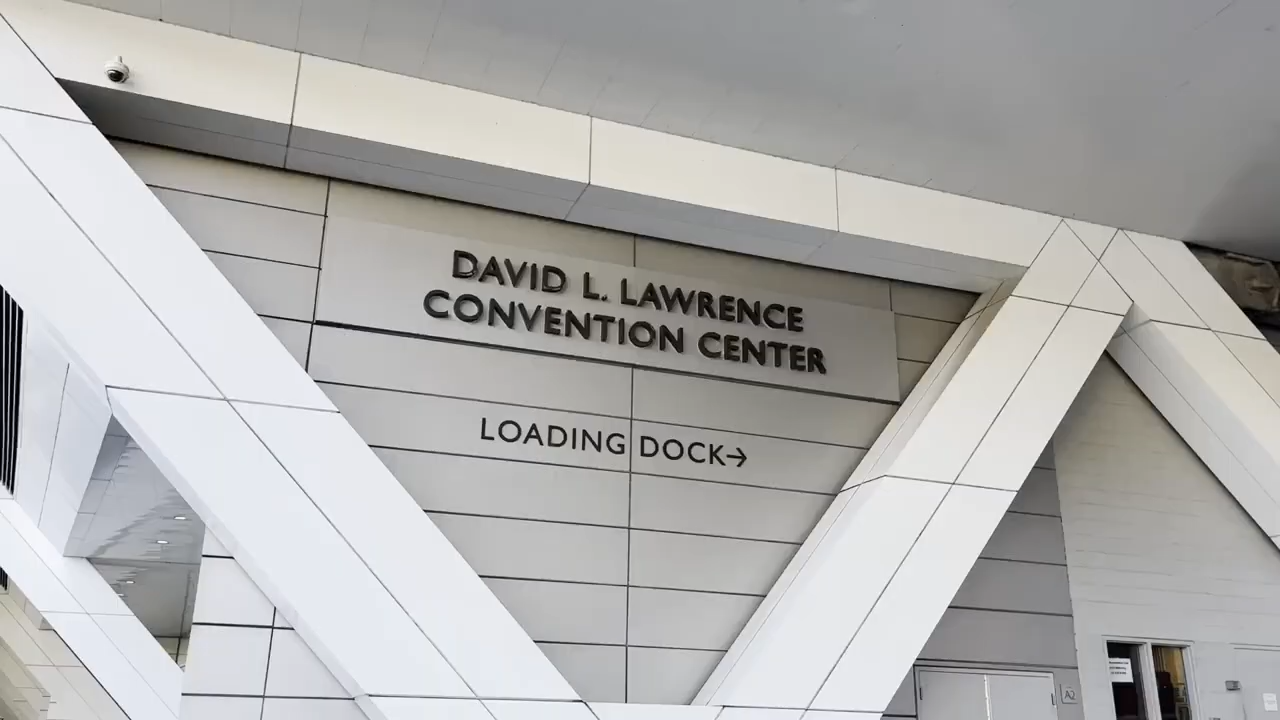 DAVID L. LAWRENCE
CONVENTION CENTER
LOADING DOCK→